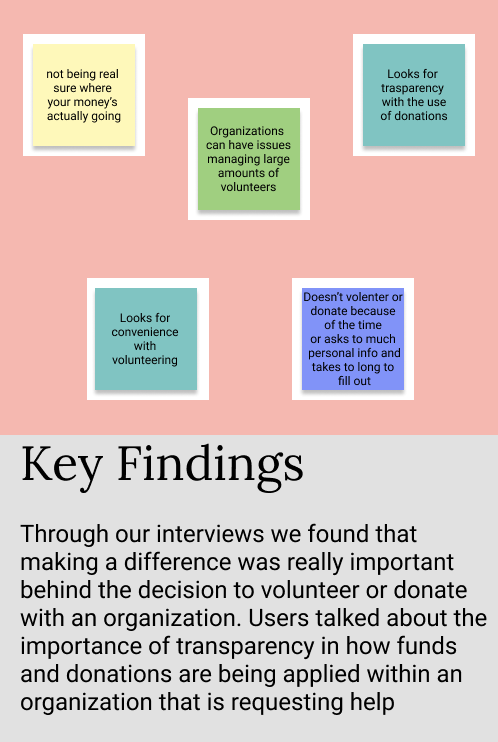 not being real
sure where
your money's
actually going
Looks for
trasparency
with the use
of donations
Organizations
can have issues
managing large
amounts of
volunteers
Looks for
convenience
with
volunteering
Doesn't volenter or
donate because
of the time
or asks to much
personal info and
takes to long to
fill out
Key Findings
Through our interviews we found that
making a difference was really important
behind the decision to volunteer or donate
with an organization. Users talked about the
importance of transparency in how funds
and donations are being applied within an
organization that is requesting help